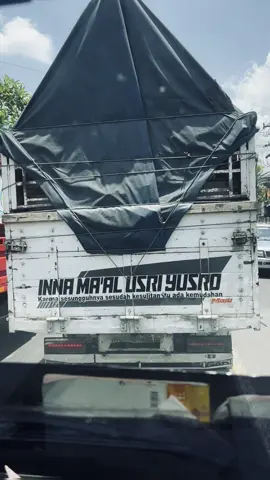 INNA MA'AL USRI YUSRO
Karena sesungguhnya sesudah kesulitan itu ada kemudahan